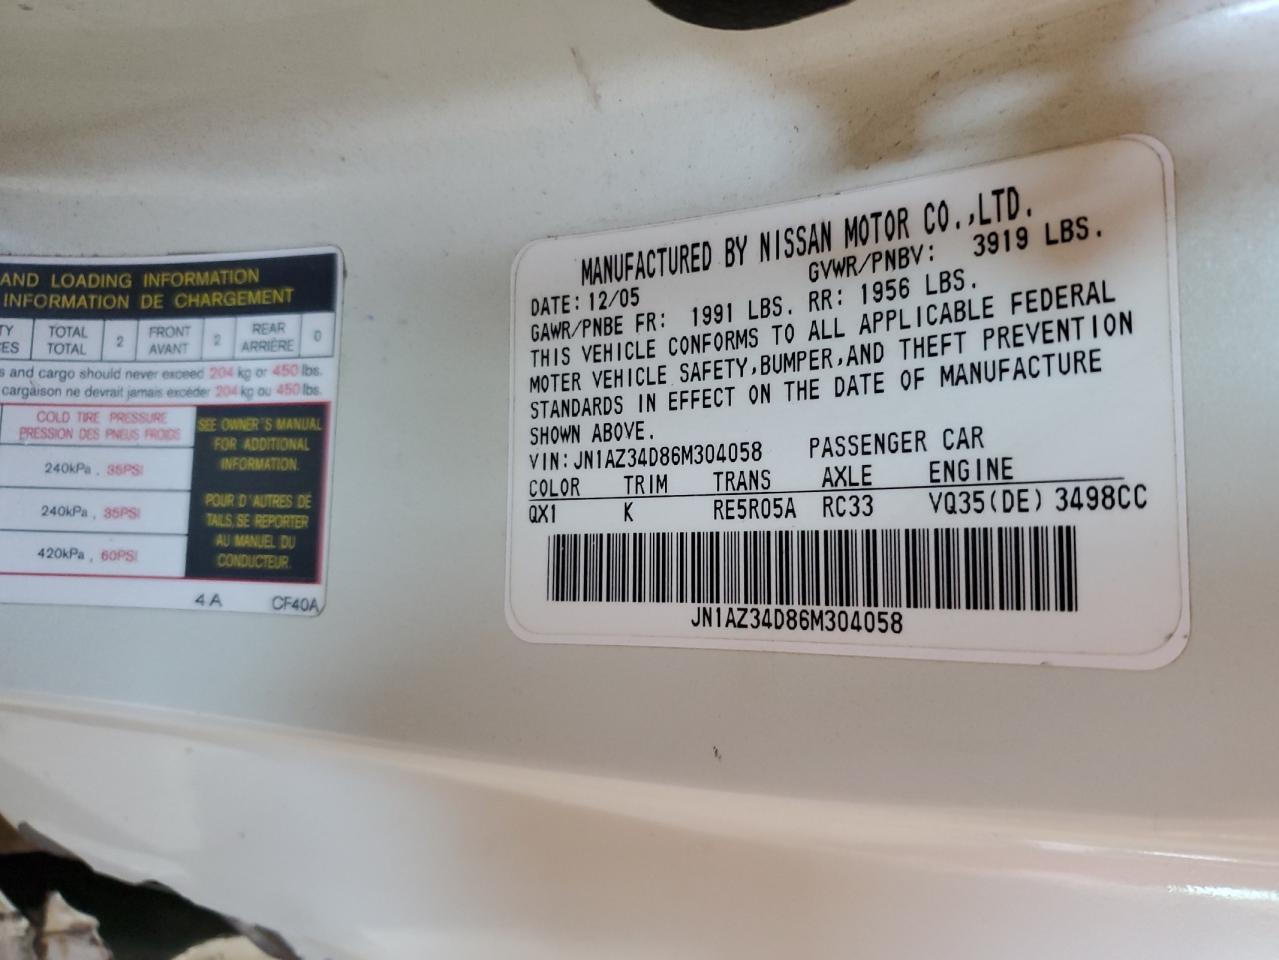 AND LOADING INFORMATION
INFORMATION DE CHARGEMENT
TY TOTAL 2 FRONT 2 REAR 0
ES TOTAL AVANT ARRIÈRE
s and cargo should never exceed 204 kg or 450 lbs.
cargaison ne devrait jamais excéder 204 kg ou 450 lbs.
COLD TIRE PRESSURE
PRESSION DES PNEUS FROIDS
240kPa , 35PSI
240kPa , 35PSI
420kPa , 60PSI
SEE OWNER'S MANUAL
FOR ADDITIONAL
INFORMATION.
POUR D'AUTRES DÉ
TAILS, SE REPORTER
AU MANUEL DU
CONDUCTEUR.
4 A CF40A
MANUFACTURED BY NISSAN MOTOR CO.,LTD.
DATE: 12/05 GVWR/PNBV: 3919 LBS.
GAWR/PNBE FR: 1991 LBS. RR: 1956 LBS.
THIS VEHICLE CONFORMS TO ALL APPLICABLE FEDERAL
MOTER VEHICLE SAFETY,BUMPER,AND THEFT PREVENTION
STANDARDS IN EFFECT ON THE DATE OF MANUFACTURE
SHOWN ABOVE.
VIN: JN1AZ34D86M304058 PASSENGER CAR
COLOR TRIM TRANS AXLE ENGINE
QX1 K RE5R05A RC33 VQ35(DE) 3498CC
JN1AZ34D86M304058